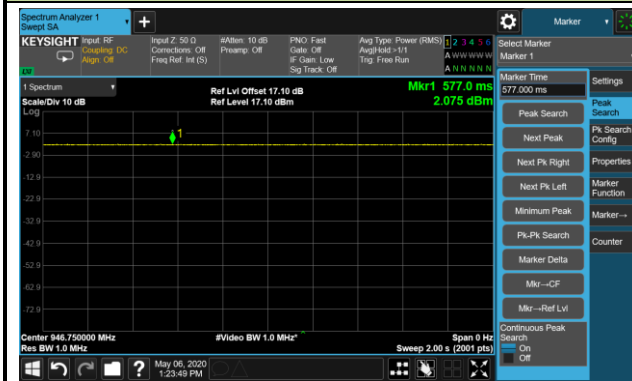 Spectrum Analyzer 1
Swept SA
+
Marker
KEYSIGHT
Input: RF
Coupling: DC
Align: Off
Input Z: 50 Ω
Corrections: Off
Freq Ref: Int (S)
#Atten: 10 dB
Preamp: Off
PNO: Fast
Gate: Off
IF Gain: Low
Sig Track: Off
Avg Type: Power (RMS)
Avg|Hold:>1/1
Trig: Free Run
1 2 3 4 5 6
A W W W W W
A N N N N N
Select Marker
Marker 1
LXI
1 Spectrum
Scale/Div 10 dB
Log
Ref Lvl Offset 17.10 dB
Ref Level 17.10 dBm
Mkr1 577.0 ms
2.075 dBm
7.10
-2.90
-12.9
-22.9
-32.9
-42.9
-52.9
-62.9
-72.9
1
Center 946.750000 MHz
Res BW 1.0 MHz
#Video BW 1.0 MHz*
Span 0 Hz
Sweep 2.00 s (2001 pts)
Marker Time
577.000 ms
Peak Search
Next Peak
Next Pk Right
Next Pk Left
Minimum Peak
Pk-Pk Search
Marker Delta
Mkr→CF
Mkr→Ref Lvl
Continuous Peak
Search
On
Off
Settings
Peak
Search
Pk Search
Config
Properties
Marker
Function
Marker→
Counter
?
May 06, 2020
1:23:49 PM